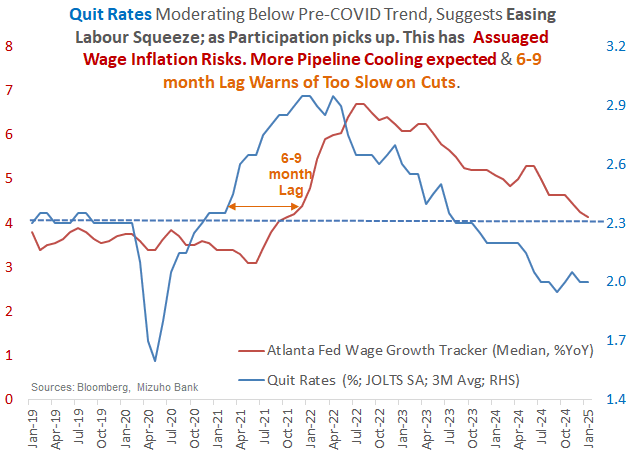 Quit Rates Moderating Below Pre-COVID Trend, Suggests Easing
Labour Squeeze; as Participation picks up. This has Assuaged
Wage Inflation Risks. More Pipeline Cooling expected & 6-9
month Lag Warns of Too Slow on Cuts.
8
7
6
5
4
3
2
1
0
3.2
2.9
2.6
2.3
2.0
1.7
1.4
6-9
month
Lag
Atlanta Fed Wage Growth Tracker (Median, %YoY)
Quit Rates (%; JOLTS SA; 3M Avg; RHS)
Sources: Bloomberg, Mizuho Bank
Jan-19
Apr-19
Jul-19
Oct-19
Jan-20
Apr-20
Jul-20
Oct-20
Jan-21
Apr-21
Jul-21
Oct-21
Jan-22
Apr-22
Jul-22
Oct-22
Jan-23
Apr-23
Jul-23
Oct-23
Jan-24
Apr-24
Jul-24
Oct-24
Jan-25